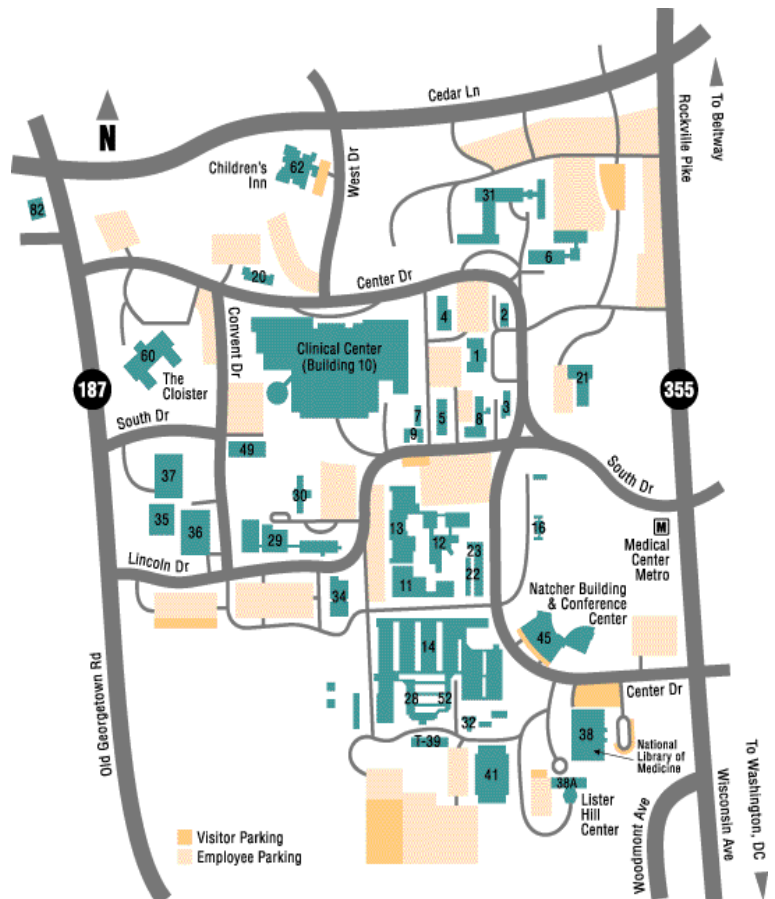 Cedar Ln
To Beltway
Rockville Pike
N
Children's
Inn
62
West Dr
82
31
6
20
Center Dr
4
2
Convent Dr
Clinical Center
(Building 10)
1
60
The
Cloister
187
355
21
7
5
8
3
9
South Dr
49
South Dr
37
30
35
36
29
13
12
16
M
Medical
Center
Metro
23
22
11
Lincoln Dr
34
Natcher Building
& Conference
Center
45
14
Center Dr
28
52
32
T-39
38
National
Library of
Medicine
41
38A
Lister
Hill
Center
Old Georgetown Rd
Woodmont Ave
Wisconsin Ave
To Washington, DC
Visitor Parking
Employee Parking